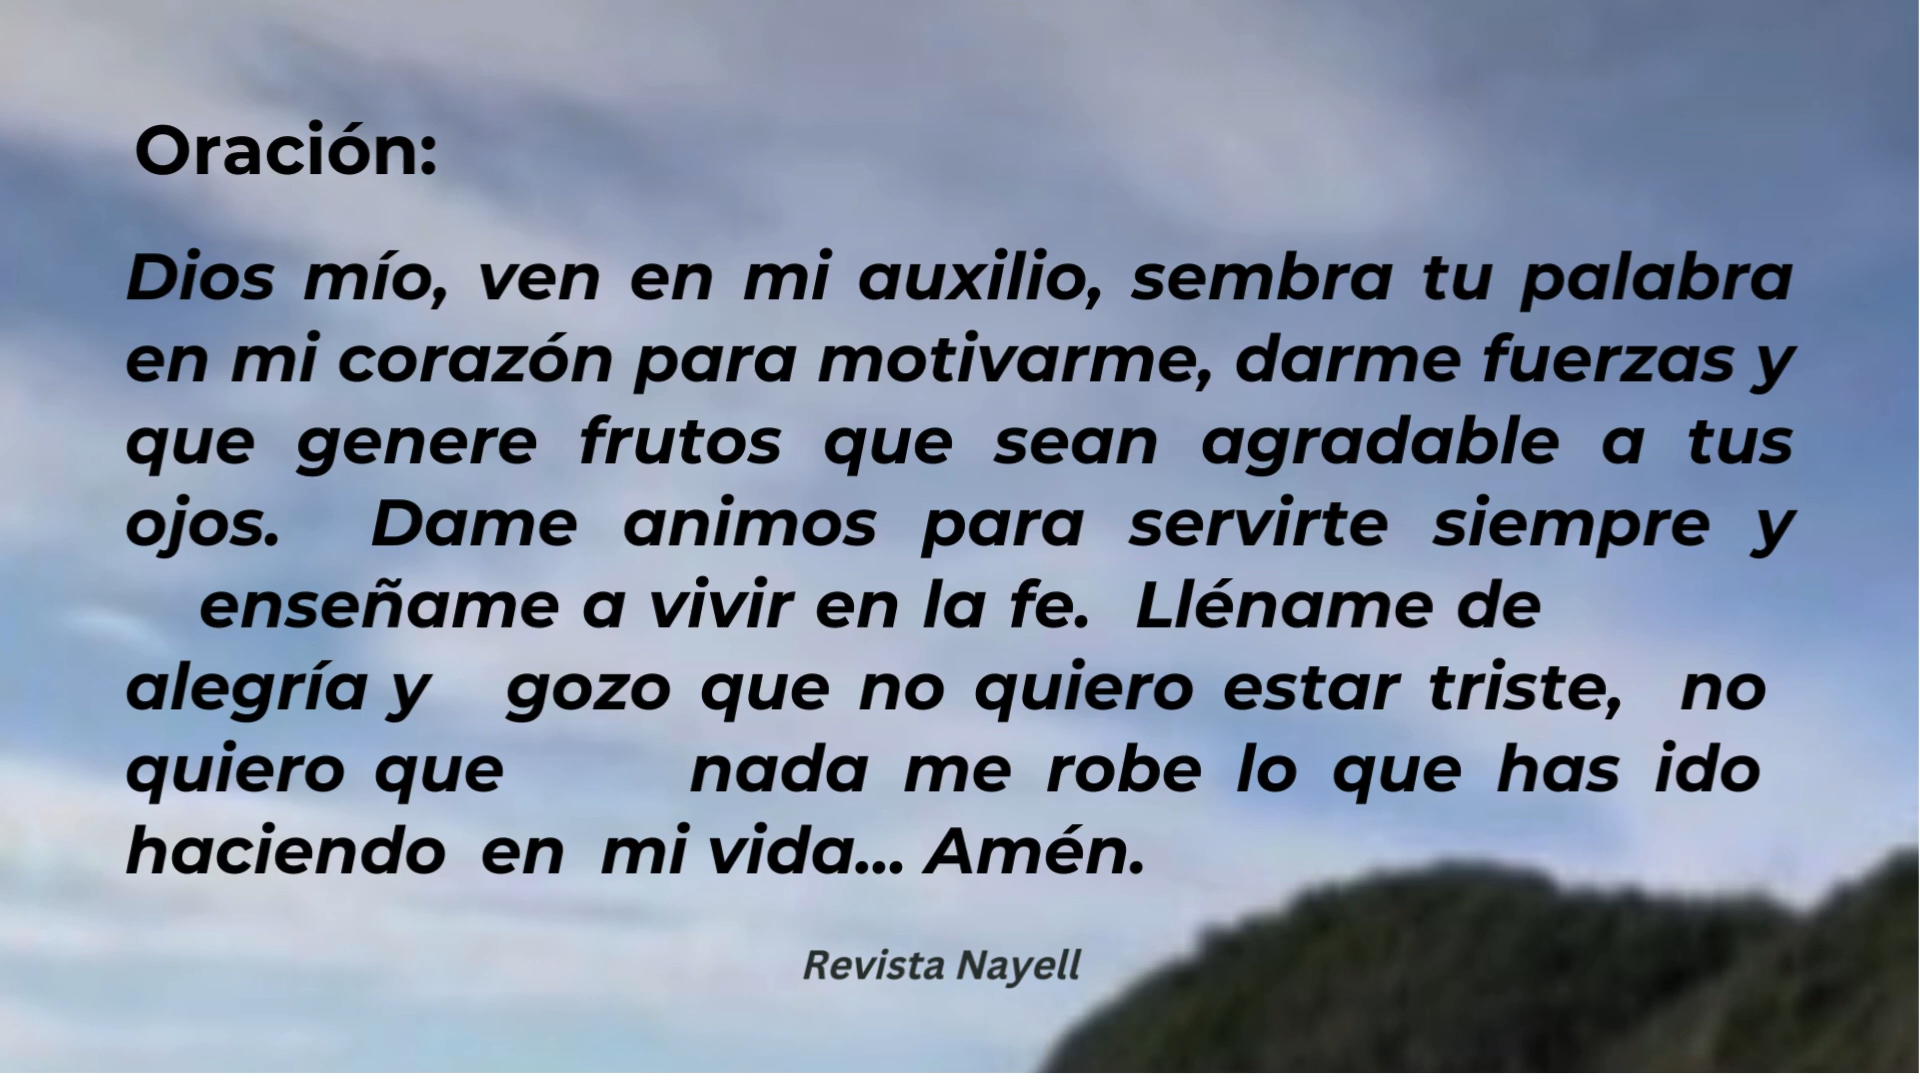 Oración:
Dios mío, ven en mi auxilio, sembra tu palabra
en mi corazón para motivarme, darme fuerzas y
que genere frutos que sean agradable a tus
ojos. Dame animos para servirte siempre y
enseñame a vivir en la fe. Lléname de
alegría y gozo que no quiero estar triste, no
quiero que nada me robe lo que has ido
haciendo en mi vida... Amén.
Revista Nayell